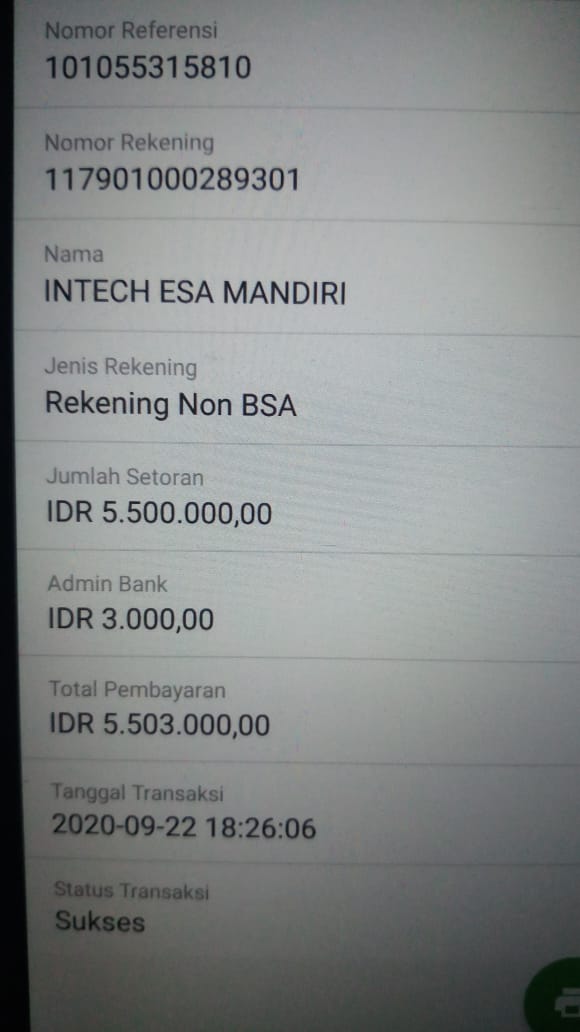 Nomor Referensi
101055315810
Nomor Rekening
117901000289301
Nama
INTECH ESA MANDIRI
Jenis Rekening
Rekening Non BSA
Jumlah Setoran
IDR 5.500.000,00
Admin Bank
IDR 3.000,00
Total Pembayaran
IDR 5.503.000,00
Tanggal Transaksi
2020-09-22 18:26:06
Status Transaksi
Sukses